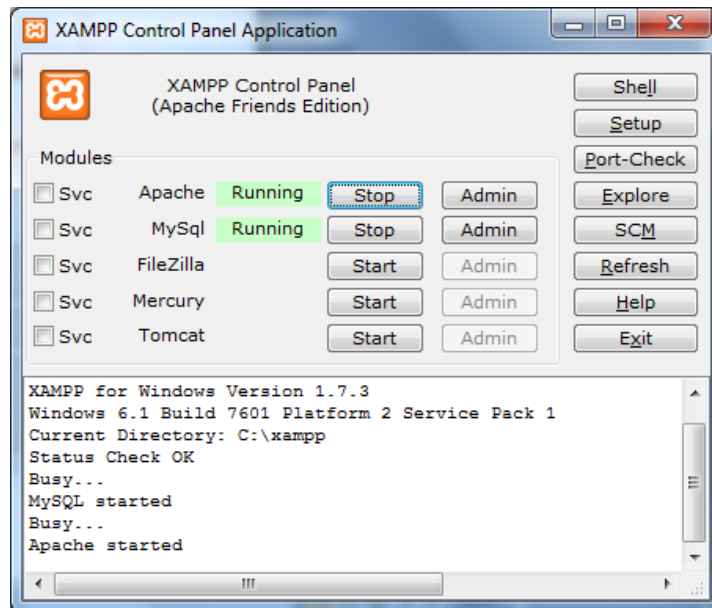 XAMPP Control Panel Application
XAMPP Control Panel
(Apache Friends Edition)
Shell
Setup
Port-Check
Explore
SCM
Refresh
Help
Exit
Modules
Svc Apache Running Stop Admin
Svc MySql Running Stop Admin
Svc FileZilla Start Admin
Svc Mercury Start Admin
Svc Tomcat Start Admin
XAMPP for Windows Version 1.7.3
Windows 6.1 Build 7601 Platform 2 Service Pack 1
Current Directory: C:\xampp
Status Check OK
Busy...
MySQL started
Busy...
Apache started